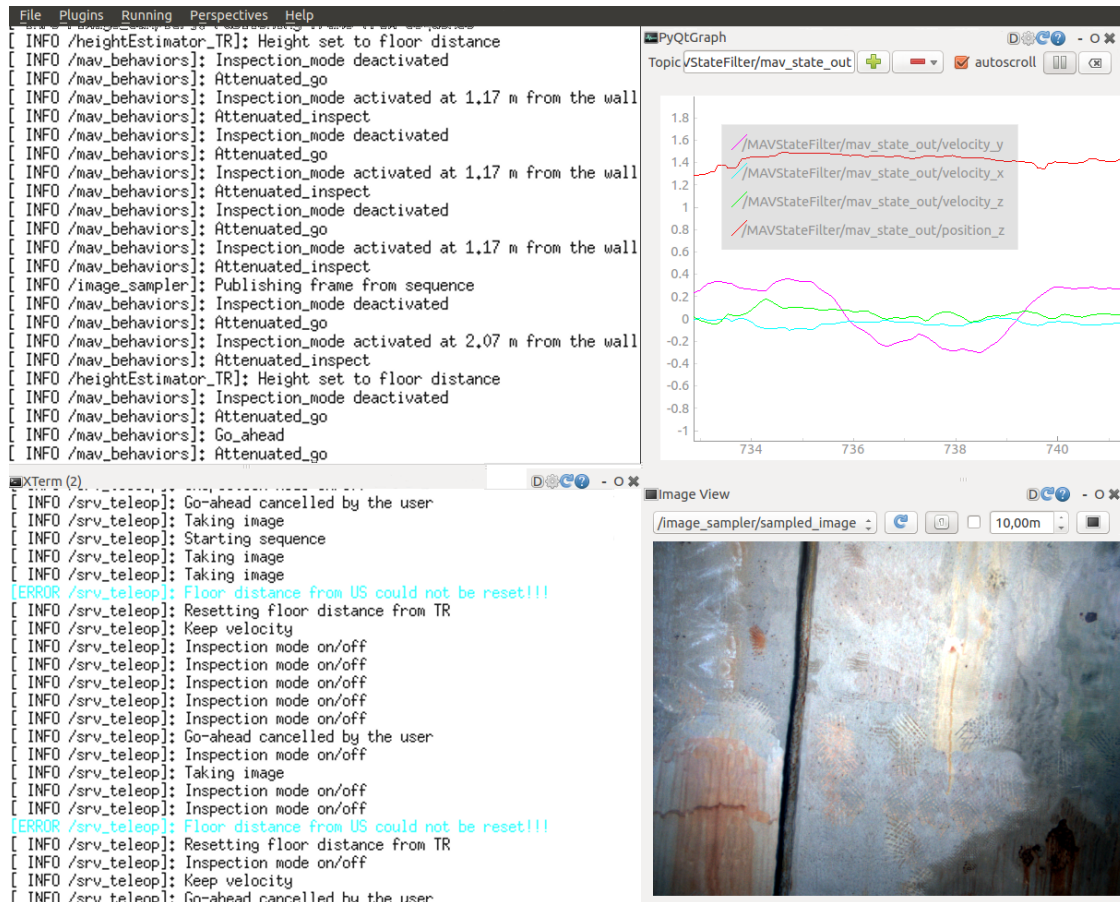 File Plugins Running Perspectives Help
[ INFO /heightEstimator_TR]: Height set to floor distance
[ INFO /mav_behaviors]: Inspection_mode deactivated
[ INFO /mav_behaviors]: Attenuated_go
[ INFO /mav_behaviors]: Inspection_mode activated at 1.17 m from the wall
[ INFO /mav_behaviors]: Attenuated_inspect
[ INFO /mav_behaviors]: Inspection_mode deactivated
[ INFO /mav_behaviors]: Attenuated_go
[ INFO /mav_behaviors]: Inspection_mode activated at 1.17 m from the wall
[ INFO /mav_behaviors]: Attenuated_inspect
[ INFO /mav_behaviors]: Inspection_mode deactivated
[ INFO /mav_behaviors]: Attenuated_go
[ INFO /mav_behaviors]: Inspection_mode activated at 1.17 m from the wall
[ INFO /mav_behaviors]: Attenuated_inspect
[ INFO /image_sampler]: Publishing frame from sequence
[ INFO /mav_behaviors]: Inspection_mode deactivated
[ INFO /mav_behaviors]: Attenuated_go
[ INFO /mav_behaviors]: Inspection_mode activated at 2.07 m from the wall
[ INFO /mav_behaviors]: Attenuated_inspect
[ INFO /heightEstimator_TR]: Height set to floor distance
[ INFO /mav_behaviors]: Inspection_mode deactivated
[ INFO /mav_behaviors]: Attenuated_go
[ INFO /mav_behaviors]: Go_ahead
[ INFO /mav_behaviors]: Attenuated_go
PyQtGraph D - O
Topic /StateFilter/mav_state_out autoscroll
1.8
1.6
1.4
1.2
1
0.8
0.6
0.4
0.2
0
-0.2
-0.4
-0.6
-0.8
-1
/MAVStateFilter/mav_state_out/velocity_y
/MAVStateFilter/mav_state_out/velocity_x
/MAVStateFilter/mav_state_out/velocity_z
/MAVStateFilter/mav_state_out/position_z
734 736 738 740
XTerm (2) D - O
[ INFO /srv_teleop]: Go-ahead cancelled by the user
[ INFO /srv_teleop]: Taking image
[ INFO /srv_teleop]: Starting sequence
[ INFO /srv_teleop]: Taking image
[ INFO /srv_teleop]: Taking image
[ERROR /srv_teleop]: Floor distance from US could not be reset!!!
[ INFO /srv_teleop]: Resetting floor distance from TR
[ INFO /srv_teleop]: Keep velocity
[ INFO /srv_teleop]: Inspection mode on/off
[ INFO /srv_teleop]: Inspection mode on/off
[ INFO /srv_teleop]: Inspection mode on/off
[ INFO /srv_teleop]: Inspection mode on/off
[ INFO /srv_teleop]: Inspection mode on/off
[ INFO /srv_teleop]: Go-ahead cancelled by the user
[ INFO /srv_teleop]: Inspection mode on/off
[ INFO /srv_teleop]: Taking image
[ INFO /srv_teleop]: Inspection mode on/off
[ INFO /srv_teleop]: Inspection mode on/off
[ERROR /srv_teleop]: Floor distance from US could not be reset!!!
[ INFO /srv_teleop]: Resetting floor distance from TR
[ INFO /srv_teleop]: Inspection mode on/off
[ INFO /srv_teleop]: Keep velocity
[ INFO /srv_teleop]: Go-ahead cancelled by the user
Image View D - O
/image_sampler/sampled_image 10,00m